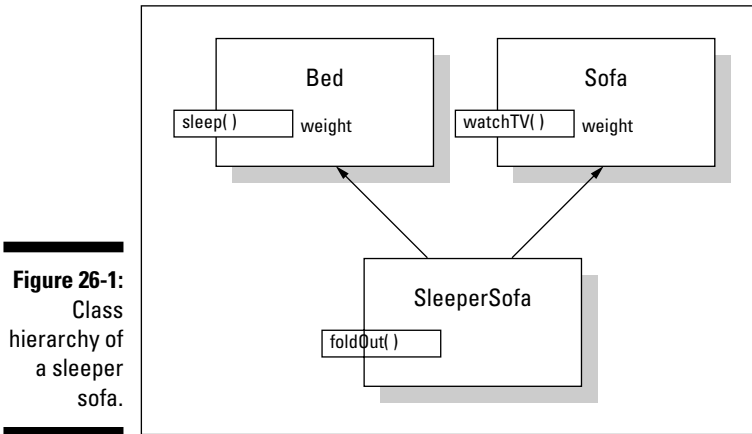 Bed
sleep( )
weight
Sofa
watchTV( )
weight
SleeperSofa
foldOut( )
Figure 26-1:
Class
hierarchy of
a sleeper
sofa.